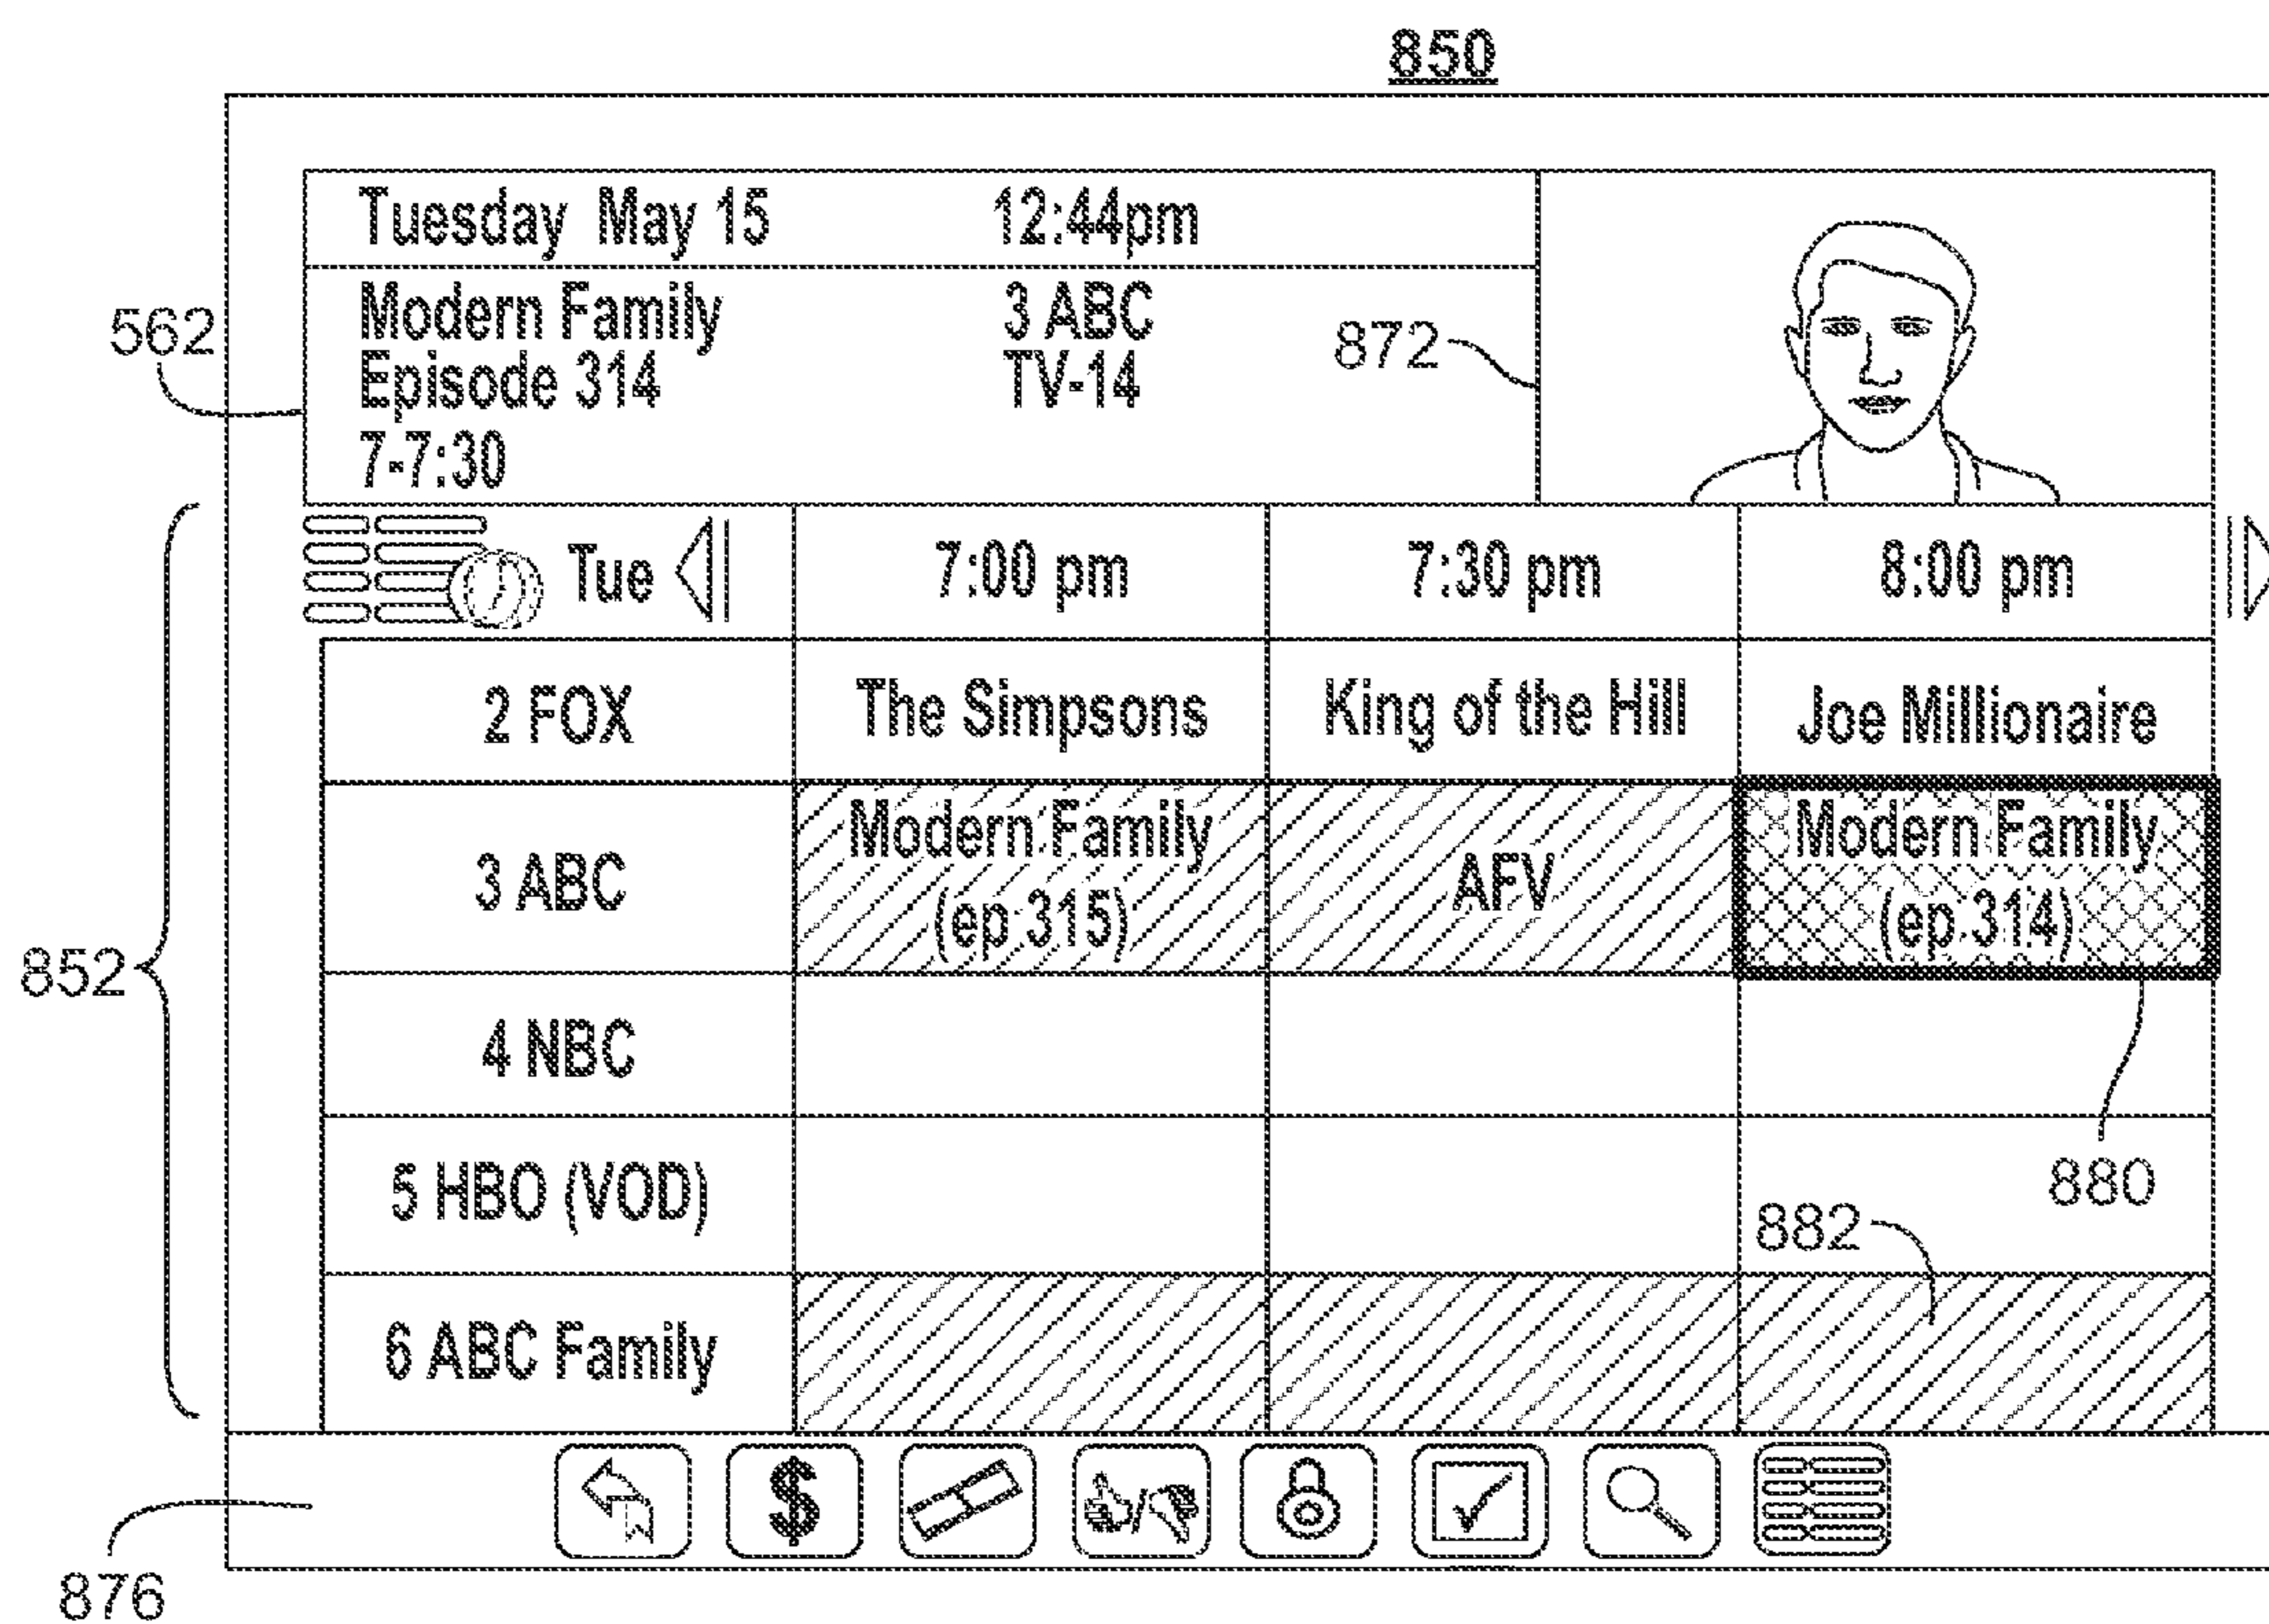 850
Tuesday May 15 12:44pm
Modern Family 3 ABC
Episode 314 TV-14
7-7:30
562
872
Tue 7:00 pm 7:30 pm 8:00 pm
2 FOX The Simpsons King of the Hill Joe Millionaire
3 ABC Modern Family (ep 315) AFV Modern Family (ep 314)
852
4 NBC
880
5 HBO (VOD)
882
6 ABC Family
$
/
876